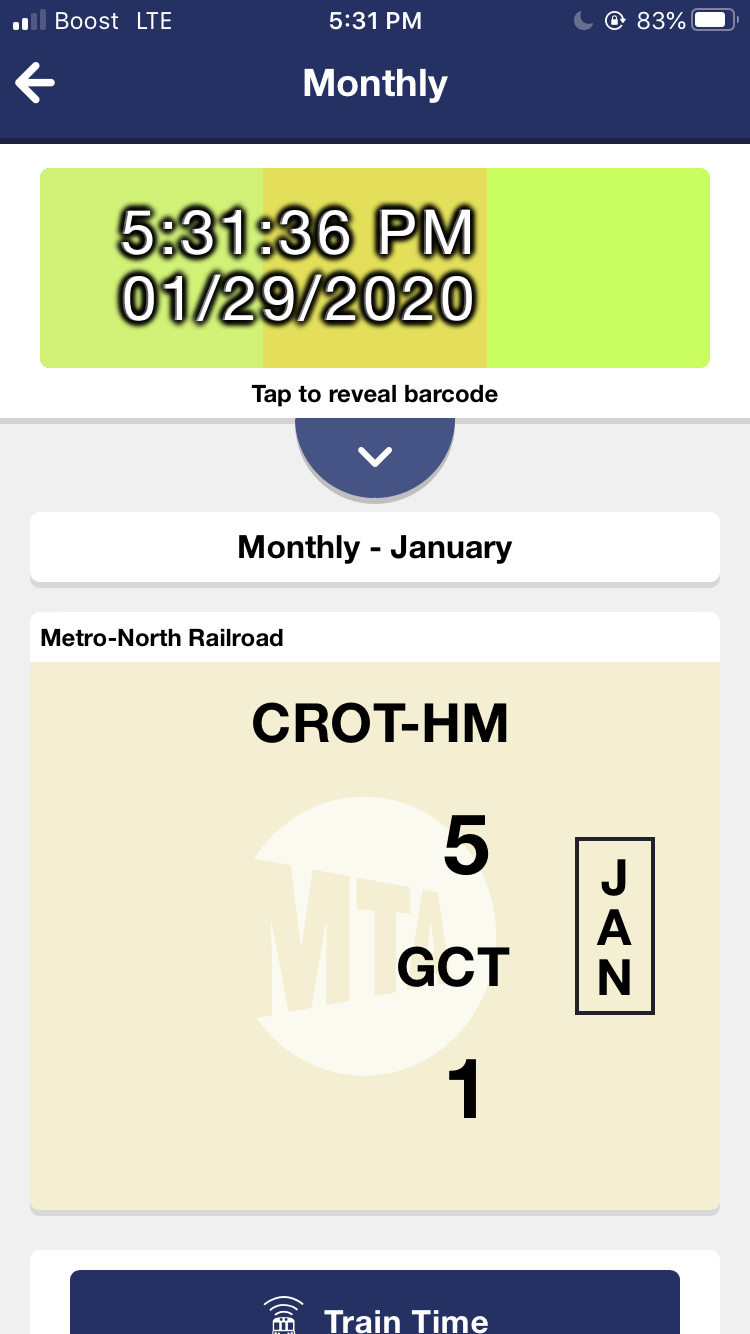 Boost LTE 5:31 PM 83%
Monthly
5:31:36 PM
01/29/2020
Tap to reveal barcode
Monthly - January
Metro-North Railroad
CROT-HM
5
MTA
GCT
1
J
A
N
Train Time